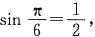 sin π/6 = 1/2,